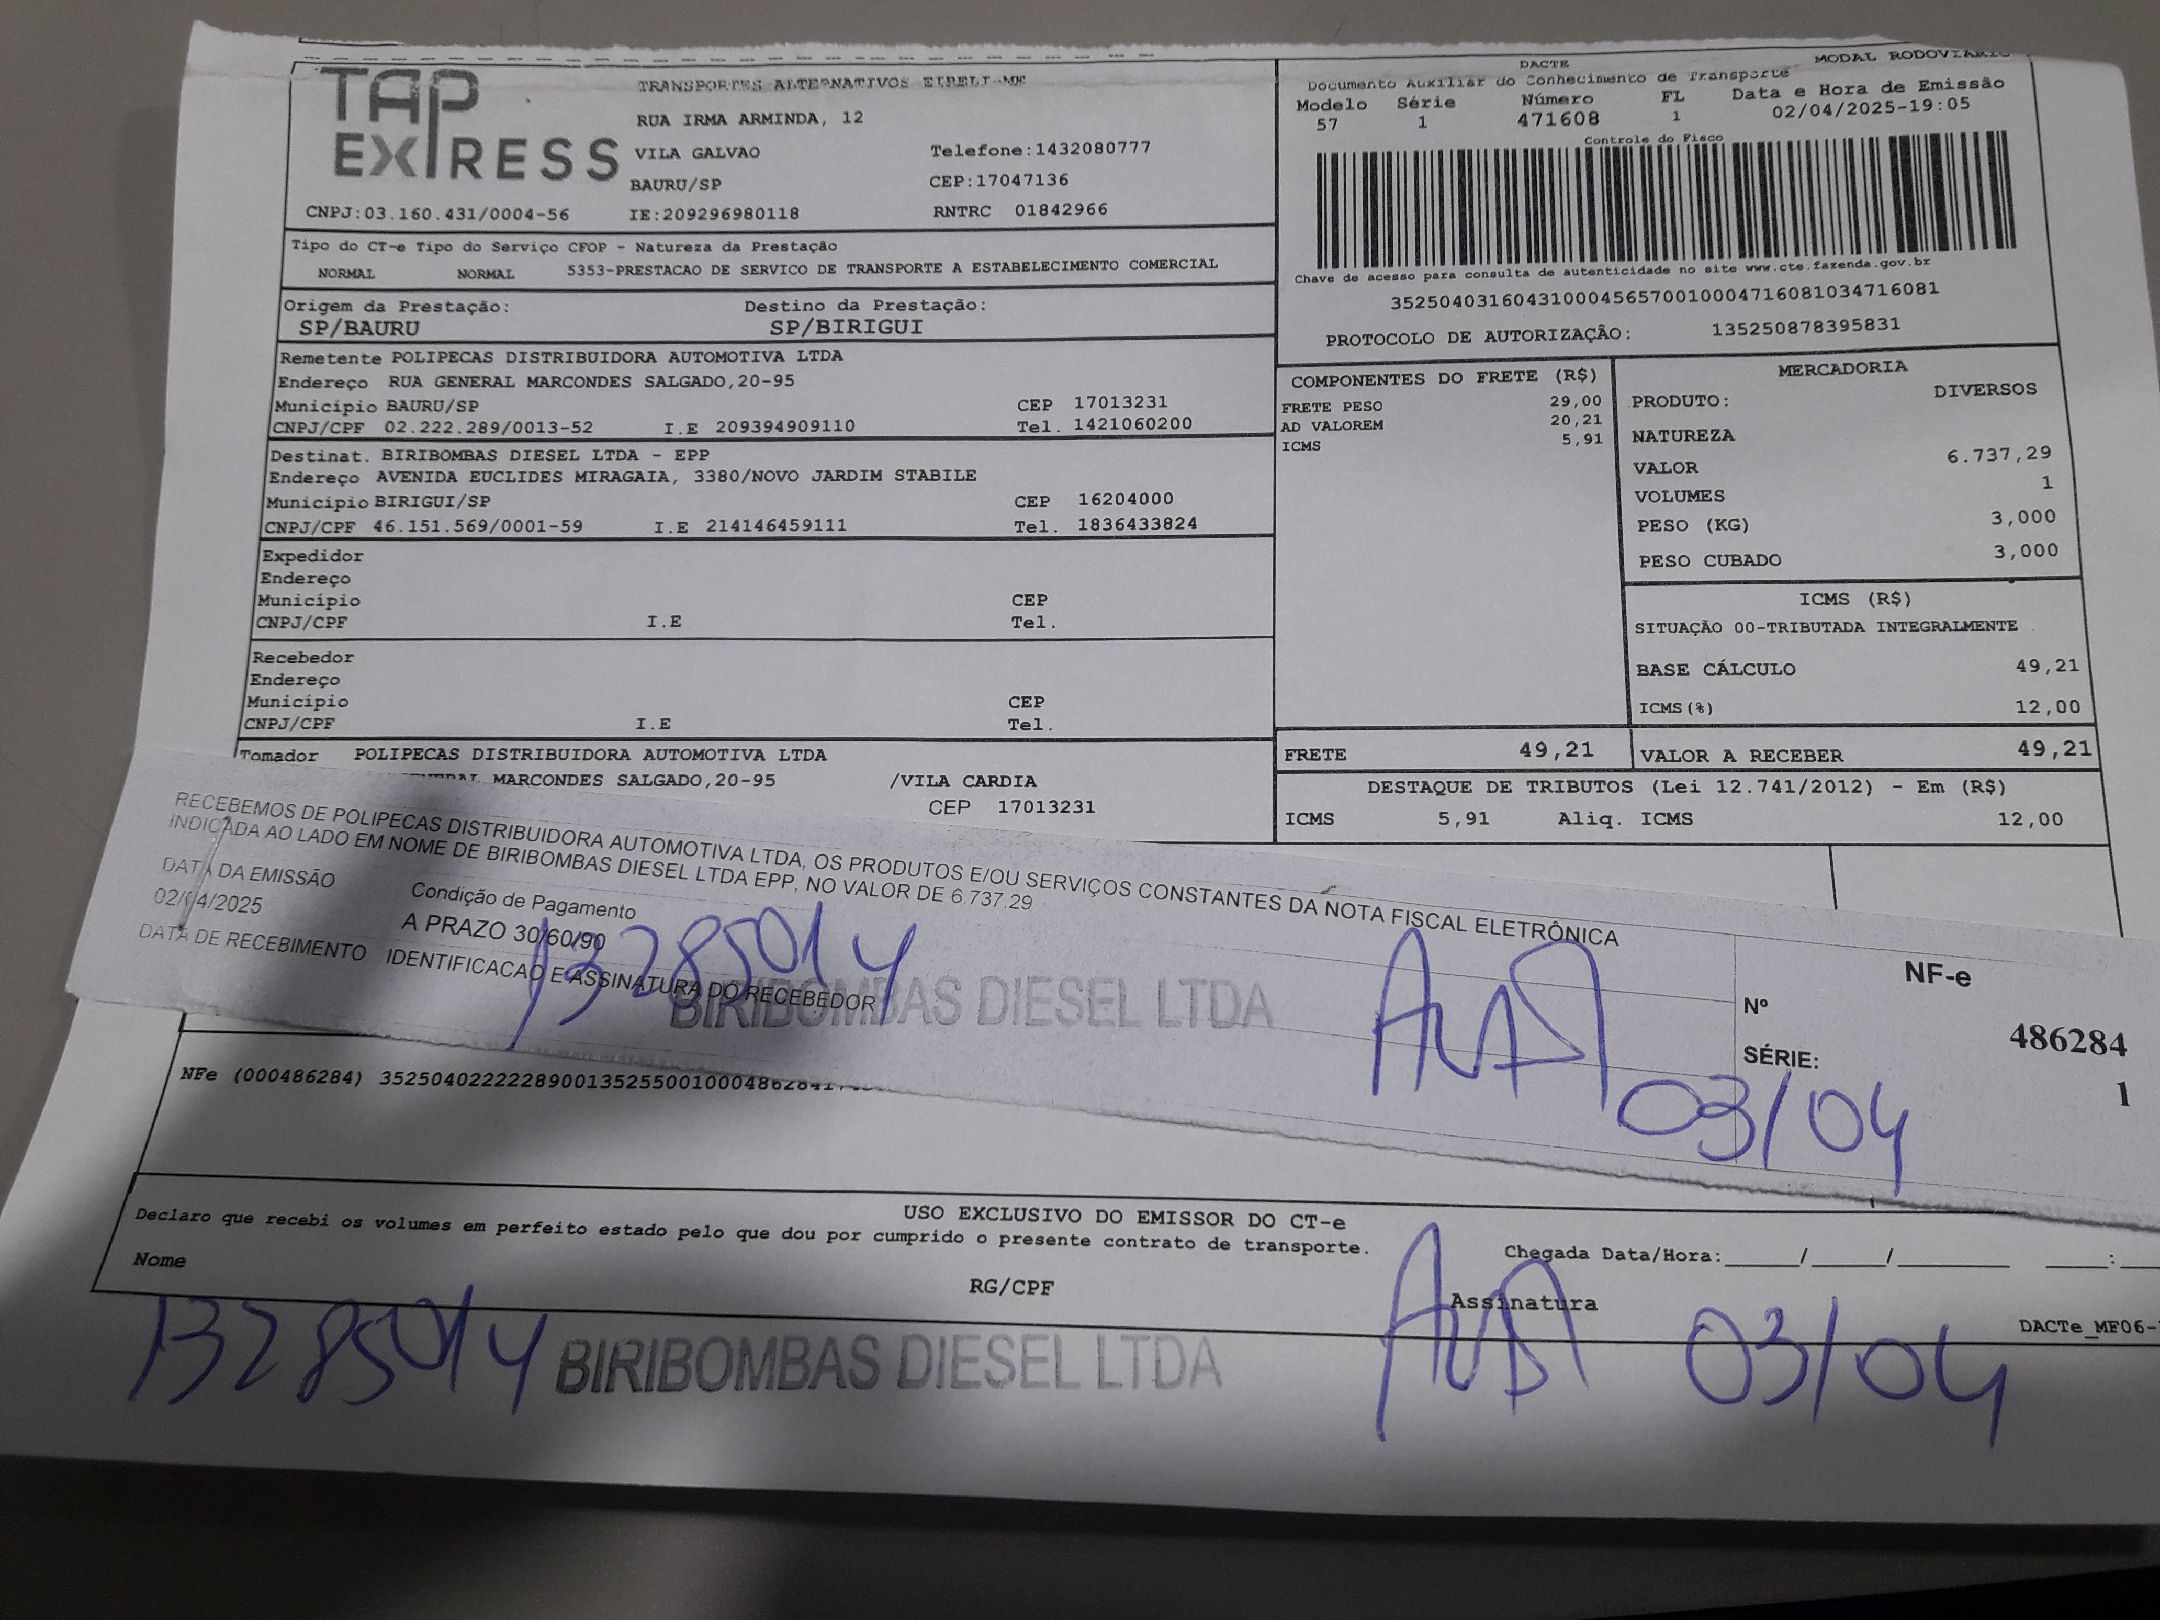 TAP EXPRESS
TRANSPORTES ALTERNATIVOS EIRELI-ME
RUA IRMA ARMINDA, 12
VILA GALVAO Telefone:1432080777
BAURU/SP CEP:17047136
CNPJ:03.160.431/0004-56 IE:209296980118 RNTRC 01842966
DACTE MODAL RODOVIÁRIO
Documento Auxiliar do Conhecimento de Transporte
Modelo Série Número FL Data e Hora de Emissão
57 1 471608 1 02/04/2025-19:05
Controle do Fisco
Chave de acesso para consulta de autenticidade no site www.cte.fazenda.gov.br
35250403160431000456570010004716081034716081
PROTOCOLO DE AUTORIZAÇÃO: 135250878395831
Tipo do CT-e Tipo do Serviço CFOP - Natureza da Prestação
NORMAL NORMAL 5353-PRESTACAO DE SERVICO DE TRANSPORTE A ESTABELECIMENTO COMERCIAL
Origem da Prestação: Destino da Prestação:
SP/BAURU SP/BIRIGUI
Remetente POLIPECAS DISTRIBUIDORA AUTOMOTIVA LTDA
Endereço RUA GENERAL MARCONDES SALGADO,20-95
Município BAURU/SP CEP 17013231
CNPJ/CPF 02.222.289/0013-52 I.E 209394909110 Tel. 1421060200
Destinat. BIRIBOMBAS DIESEL LTDA - EPP
Endereço AVENIDA EUCLIDES MIRAGAIA, 3380/NOVO JARDIM STABILE
Município BIRIGUI/SP CEP 16204000
CNPJ/CPF 46.151.569/0001-59 I.E 214146459111 Tel. 1836433824
Expedidor
Endereço
Município CEP
CNPJ/CPF I.E Tel.
Recebedor
Endereço
Município CEP
CNPJ/CPF I.E Tel.
Tomador POLIPECAS DISTRIBUIDORA AUTOMOTIVA LTDA
MARCONDES SALGADO,20-95 /VILA CARDIA
CEP 17013231
COMPONENTES DO FRETE (R$)
FRETE PESO 29,00
AD VALOREM 20,21
ICMS 5,91
MERCADORIA
PRODUTO: DIVERSOS
NATUREZA
VALOR 6.737,29
VOLUMES 1
PESO (KG) 3,000
PESO CUBADO 3,000
ICMS (R$)
SITUAÇÃO 00-TRIBUTADA INTEGRALMENTE
BASE CÁLCULO 49,21
ICMS(%) 12,00
FRETE 49,21 VALOR A RECEBER 49,21
DESTAQUE DE TRIBUTOS (Lei 12.741/2012) - Em (R$)
ICMS 5,91 Aliq. ICMS 12,00
RECEBEMOS DE POLIPECAS DISTRIBUIDORA AUTOMOTIVA LTDA, OS PRODUTOS E/OU SERVIÇOS CONSTANTES DA NOTA FISCAL ELETRÔNICA
INDICADA AO LADO EM NOME DE BIRIBOMBAS DIESEL LTDA EPP, NO VALOR DE 6.737,29
DATA DA EMISSÃO Condição de Pagamento
02/04/2025 A PRAZO 30/60/90
DATA DE RECEBIMENTO IDENTIFICACAO E ASSINATURA DO RECEBEDOR
13285014
BIRIBOMBAS DIESEL LTDA
03/04
NF-e
Nº 486284
SÉRIE: 1
NFe (000486284)
USO EXCLUSIVO DO EMISSOR DO CT-e
Declaro que recebi os volumes em perfeito estado pelo que dou por cumprido o presente contrato de transporte.
Chegada Data/Hora:_____/_____/________ ____:
Nome RG/CPF Assinatura
DACTe_MF06-
13285014 BIRIBOMBAS DIESEL LTDA 03/04